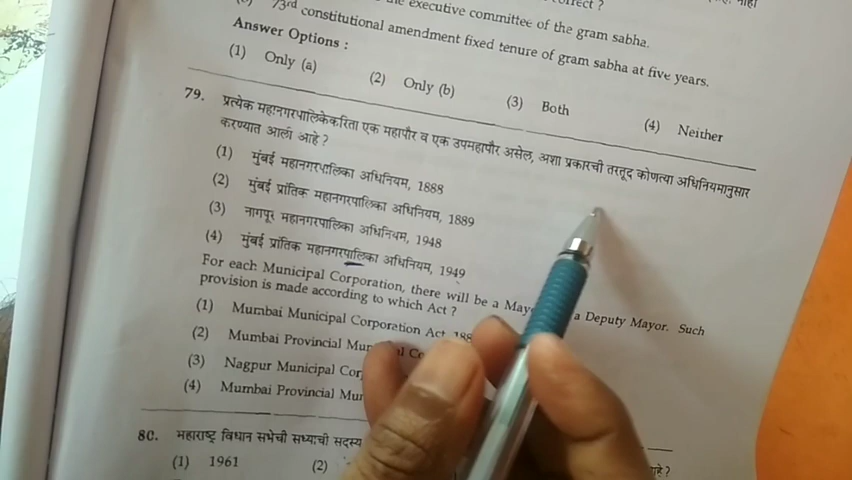 the executive committee of the gram sabha.
73rd constitutional amendment fixed tenure of gram sabha at five years.
Answer Options :
(1) Only (a) (2) Only (b) (3) Both (4) Neither
79. प्रत्येक महानगरपालिकेकरिता एक महापौर व एक उपमहापौर असेल, अशा प्रकारची तरतूद कोणत्या अधिनियमानुसार
करण्यात आली आहे ?
(1) मुंबई महानगरपालिका अधिनियम, 1888
(2) मुंबई प्रांतिक महानगरपालिका अधिनियम, 1889
(3) नागपूर महानगरपालिका अधिनियम, 1948
(4) मुंबई प्रांतिक महानगरपालिका अधिनियम, 1949
For each Municipal Corporation, there will be a May a Deputy Mayor. Such
provision is made according to which Act ?
(1) Mumbai Municipal Corporation Act, 188
(2) Mumbai Provincial Mun
(3) Nagpur Municipal Cor
(4) Mumbai Provincial Mun
80. महाराष्ट्र विधान सभेची सध्याची सदस्य आहे ?
(1) 1961 (2)